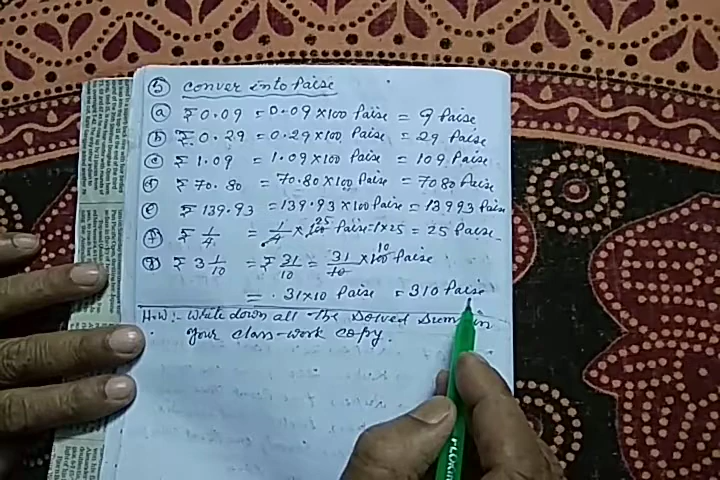 ⑤ conver into Paise
ⓐ ₹ 0.09 = 0.09×100 Paise = 9 Paise
ⓑ ₹ 0.29 = 0.29×100 Paise = 29 Paise
ⓒ ₹ 1.09 = 1.09×100 Paise = 109 Paise
ⓓ ₹ 70.80 = 70.80×100 Paise = 7080 Paise
ⓔ ₹ 139.93 = 139.93×100 Paise = 13993 Paise
ⓕ ₹ 1/4 = 1/4 × 100 25 Paise = 1×25 = 25 Paise
ⓖ ₹ 3 1/10 = ₹ 31/10 = 31/10 × 100 10 Paise
= 31×10 Paise = 310 Paise
H.W :- Write down all the solved Sum in
your class-work copy.